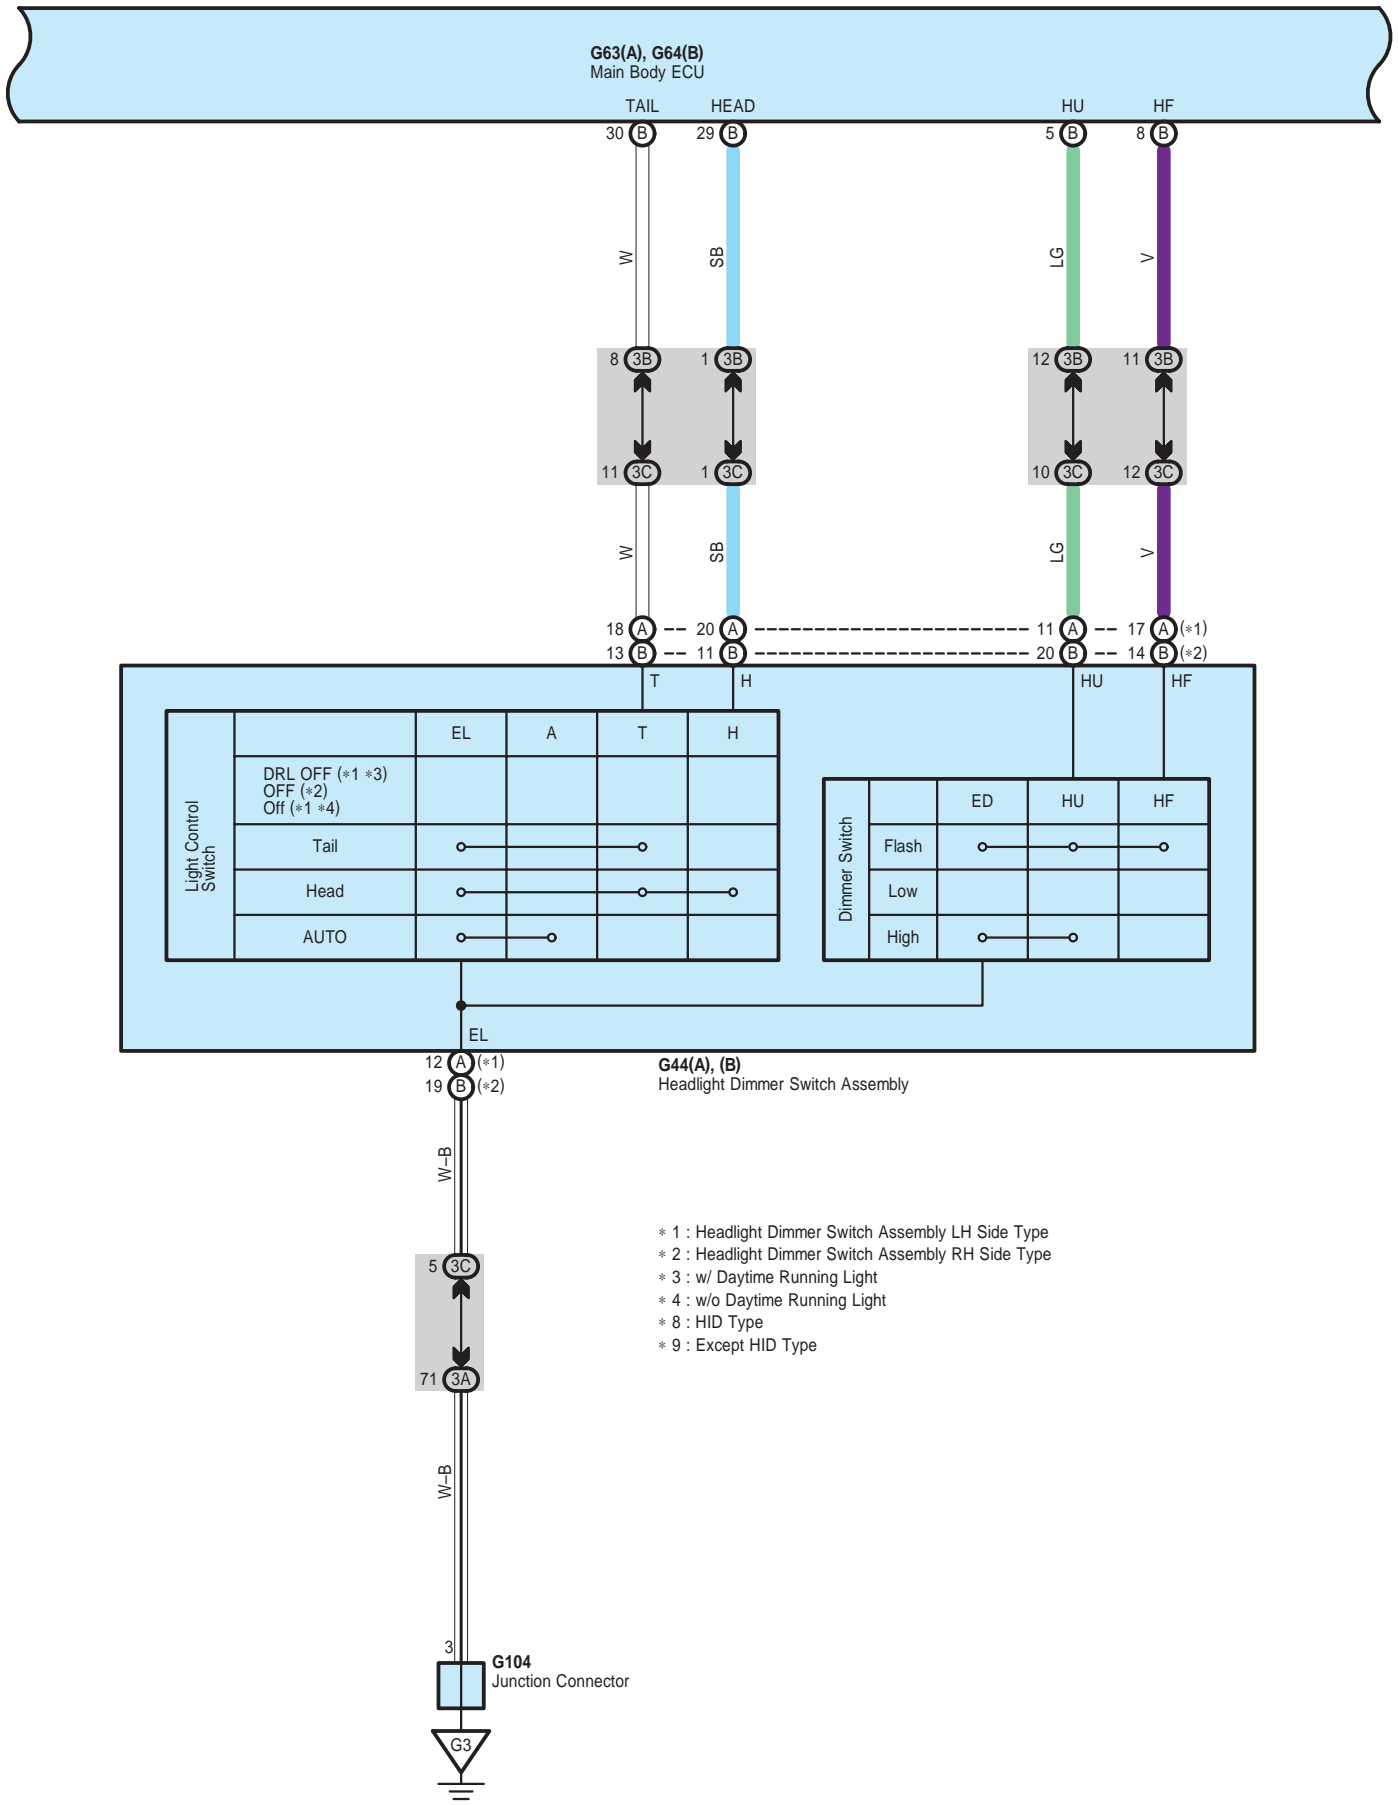 G63(A), G64(B)
Main Body ECU
TAIL HEAD HU HF
30 B 29 B 5 B 8 B
W SB LG V
8 3B 1 3B 12 3B 11 3B
11 3C 1 3C 10 3C 12 3C
W SB LG V
18 A 20 A 11 A 17 A (*1)
13 B 11 B 20 B 14 B (*2)
T H HU HF
Light Control
Switch
EL A T H
DRL OFF (*1 *3)
OFF (*2)
Off (*1 *4)
Tail
Head
AUTO
Dimmer Switch
ED HU HF
Flash
Low
High
EL
12 A (*1)
19 B (*2)
G44(A), (B)
Headlight Dimmer Switch Assembly
W–B
* 1 : Headlight Dimmer Switch Assembly LH Side Type
* 2 : Headlight Dimmer Switch Assembly RH Side Type
* 3 : w/ Daytime Running Light
* 4 : w/o Daytime Running Light
* 8 : HID Type
* 9 : Except HID Type
5 3C
71 3A
W–B
3
G104
Junction Connector
G3